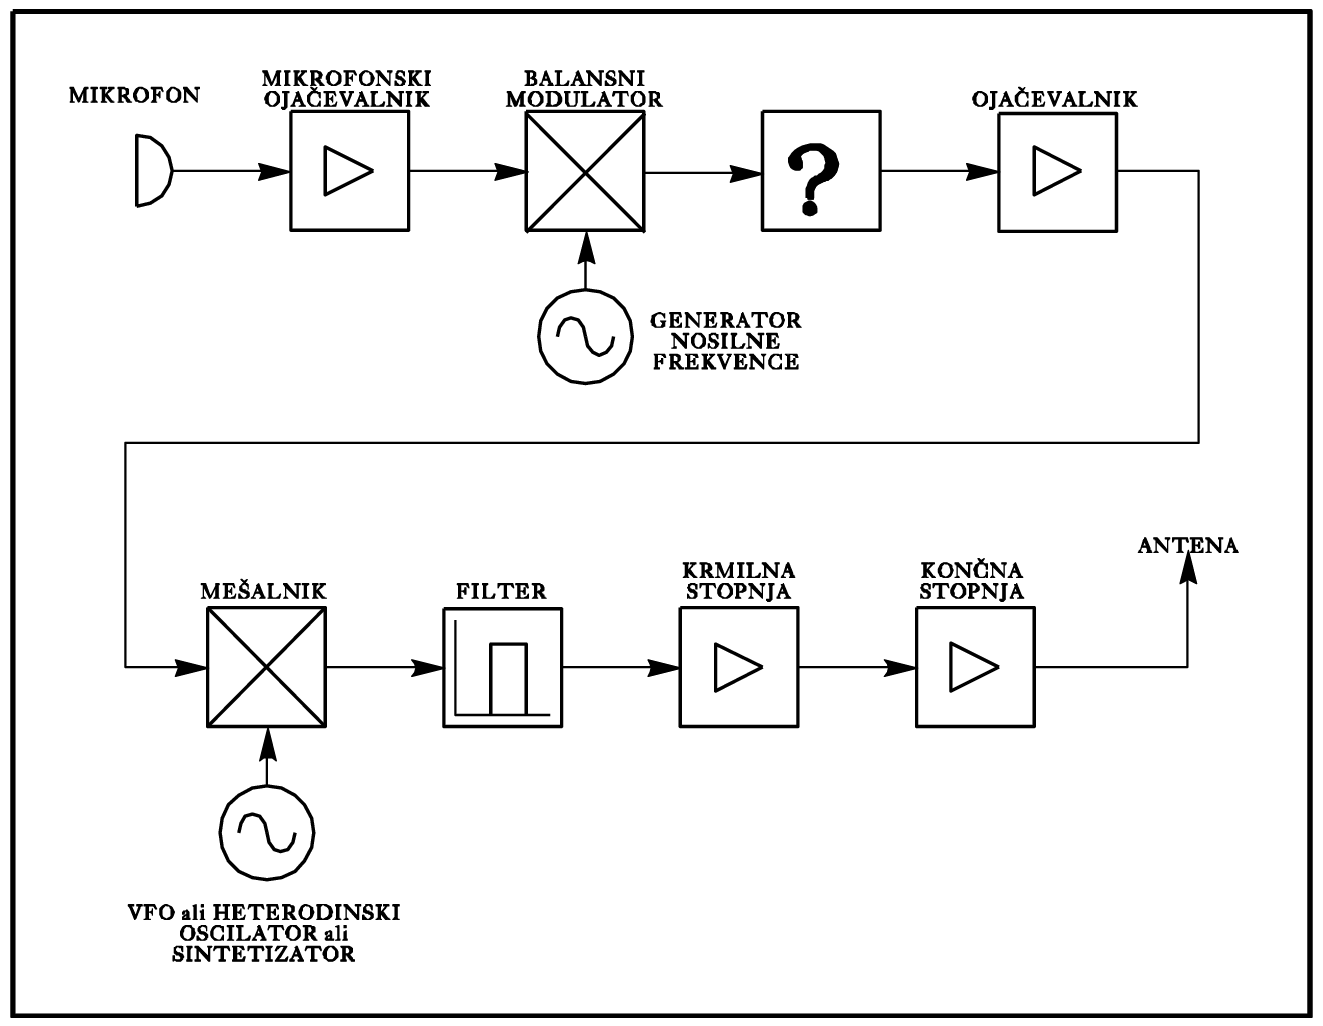 MIKROFON
MIKROFONSKI
OJAČEVALNIK
BALANSNI
MODULATOR
?
OJAČEVALNIK
GENERATOR
NOSILNE
FREKVENCE
ANTENA
MEŠALNIK
FILTER
KRMILNA
STOPNJA
KONČNA
STOPNJA
VFO ali HETERODINSKI
OSCILATOR ali
SINTETIZATOR